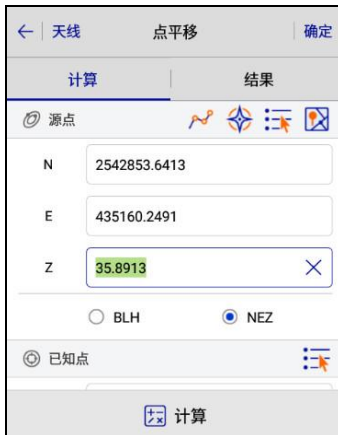 天线 点平移 确定
计算 结果
源点
N 2542853.6413
E 435160.2491
Z 35.8913
BLH NEZ
已知点
计算